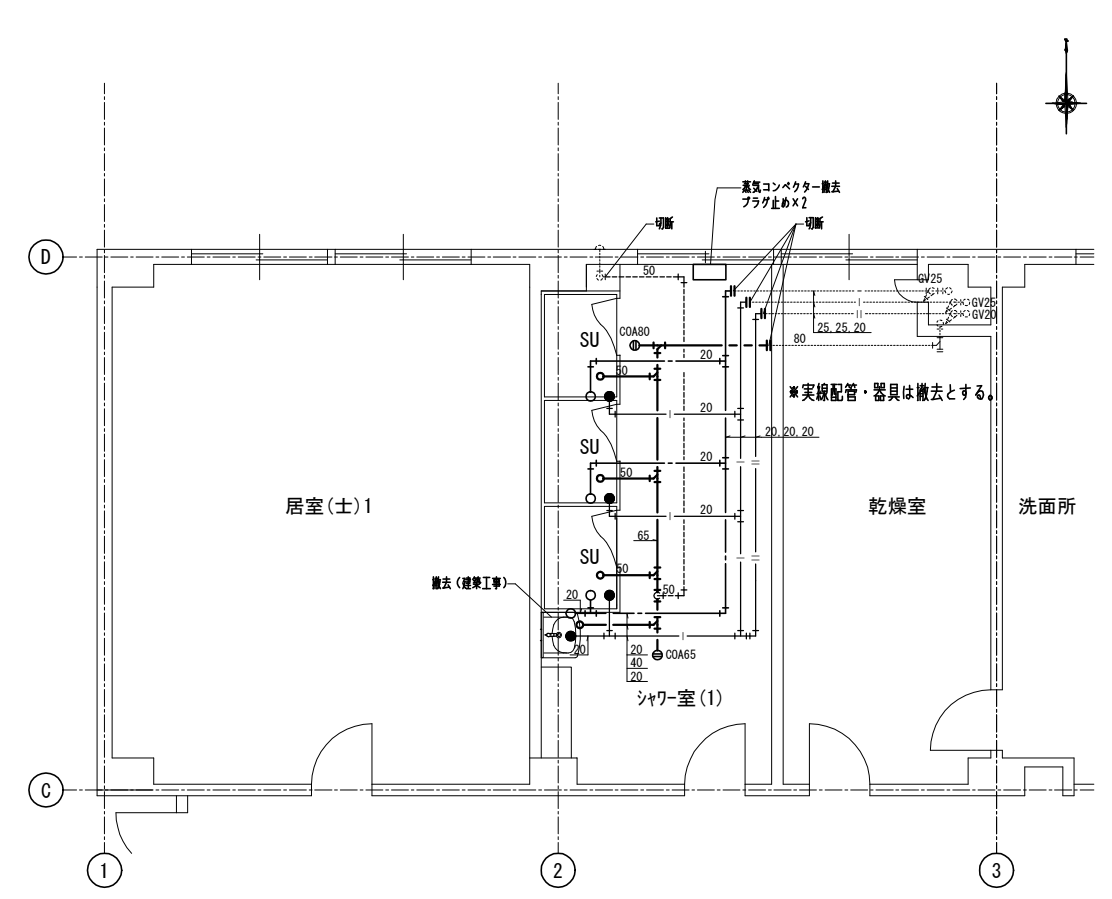 蒸気コンベクター撤去
プラグ止め×2
切断
切断
D
50
GV25
GV25
GV20
25,25,20
COA80
SU
80
20
50
※実線配管・器具は撤去とする。
20
20,20,20
SU
20
50
居室(士)1
乾燥室
洗面所
20
65
SU
50
撤去(建築工事)
50
20
20
20
40
20
COA65
シャワー室(1)
C
1
2
3